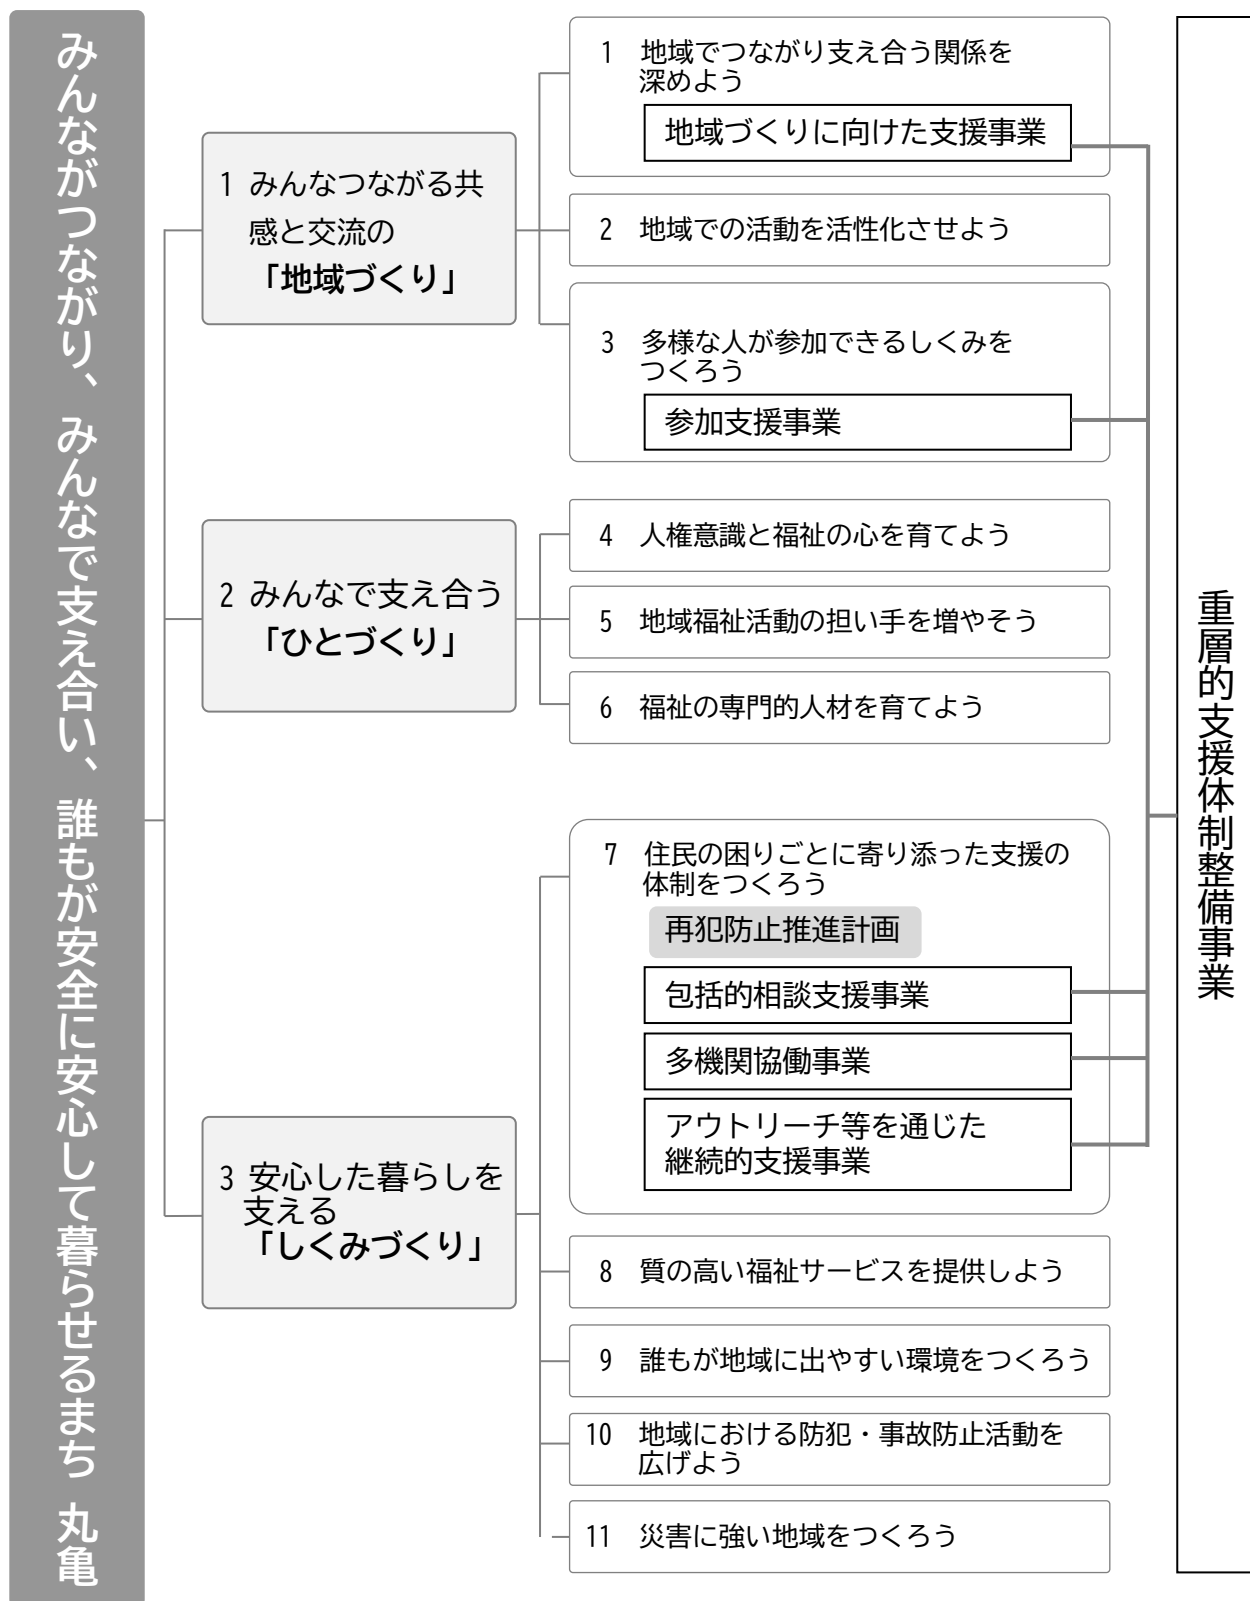 みんながつながり、みんなで支え合い、誰もが安全に安心して暮らせるまち 丸亀
1 みんなつながる共
感と交流の
「地域づくり」
1 地域でつながり支え合う関係を
深めよう
地域づくりに向けた支援事業
2 地域での活動を活性化させよう
3 多様な人が参加できるしくみを
つくろう
参加支援事業
2 みんなで支え合う
「ひとづくり」
4 人権意識と福祉の心を育てよう
5 地域福祉活動の担い手を増やそう
6 福祉の専門的人材を育てよう
3 安心した暮らしを
支える
「しくみづくり」
7 住民の困りごとに寄り添った支援の
体制をつくろう
再犯防止推進計画
包括的相談支援事業
多機関協働事業
アウトリーチ等を通じた
継続的支援事業
8 質の高い福祉サービスを提供しよう
9 誰もが地域に出やすい環境をつくろう
10 地域における防犯・事故防止活動を
広げよう
11 災害に強い地域をつくろう
重層的支援体制整備事業